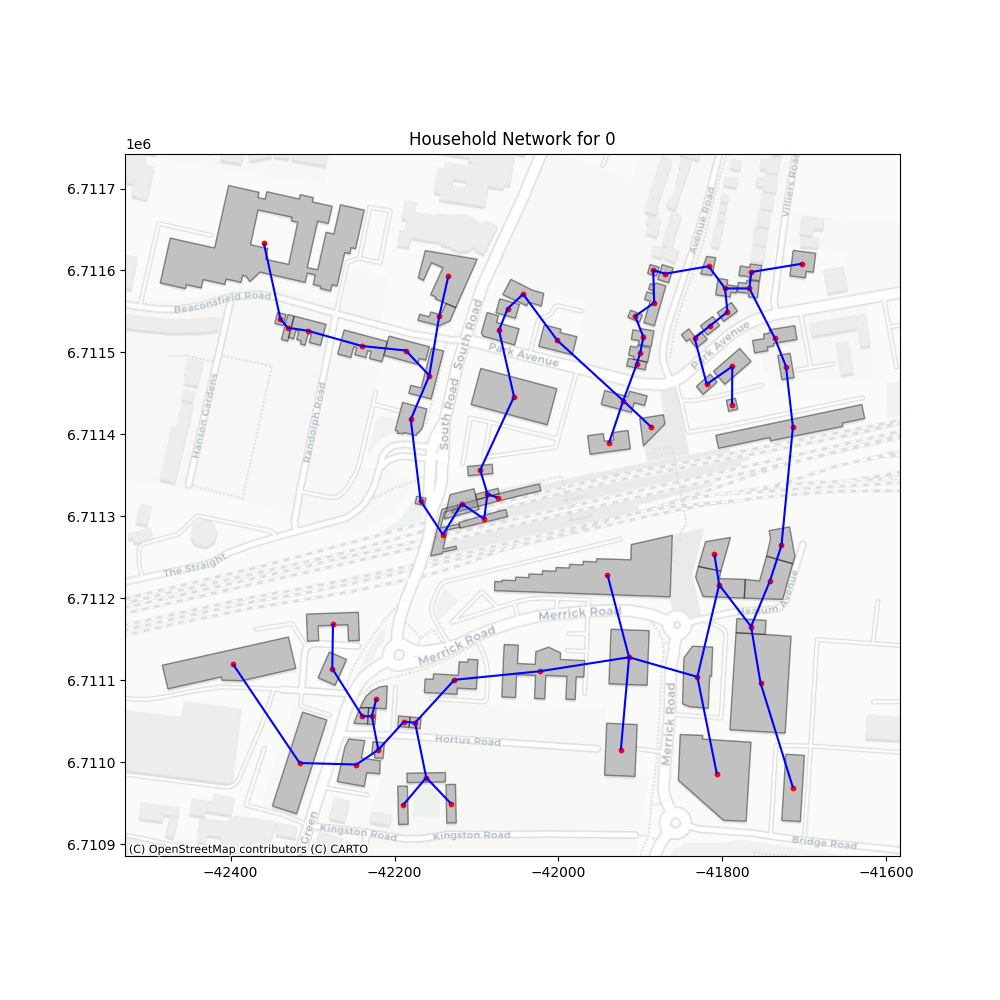 Household Network for 0
1e6
6.7117
6.7116
6.7115
6.7114
6.7113
6.7112
6.7111
6.7110
6.7109
Beaconsfield Road
South Road
Avenue Road
Villiers Road
Park Avenue
Park Avenue
South Road
Hanson Gardens
Randolph Road
The Straight
Merrick Road
Merrick Road
Merrick Road
Hortus Road
Green
Kingston Road
Kingston Road
Bridge Road
(C) OpenStreetMap contributors (C) CARTO
−42400
−42200
−42000
−41800
−41600